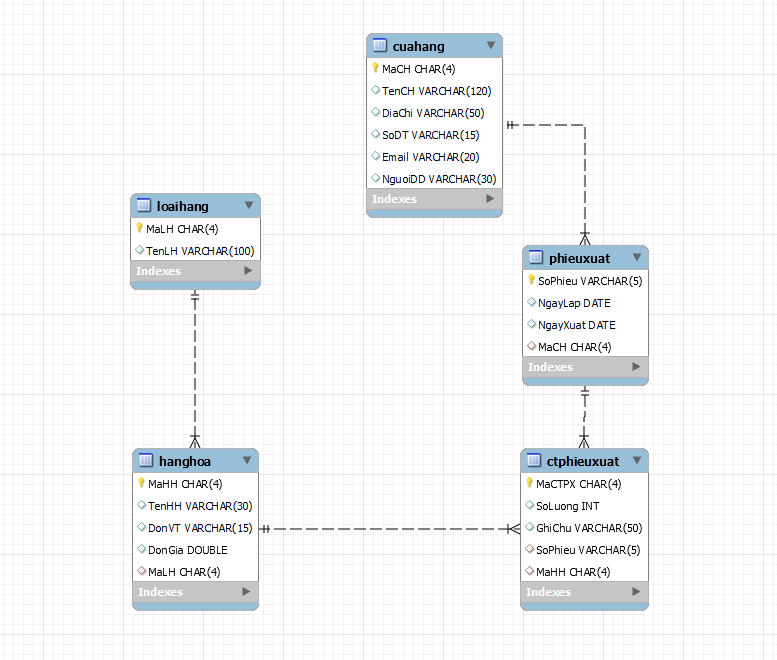 cuahang
MaCH CHAR(4)
TenCH VARCHAR(120)
DiaChi VARCHAR(50)
SoDT VARCHAR(15)
Email VARCHAR(20)
NguoiDD VARCHAR(30)
Indexes
loaihang
MaLH CHAR(4)
TenLH VARCHAR(100)
Indexes
phieuxuat
SoPhieu VARCHAR(5)
NgayLap DATE
NgayXuat DATE
MaCH CHAR(4)
Indexes
hanghoa
MaHH CHAR(4)
TenHH VARCHAR(30)
DonVT VARCHAR(15)
DonGia DOUBLE
MaLH CHAR(4)
Indexes
ctphieuxuat
MaCTPX CHAR(4)
SoLuong INT
GhiChu VARCHAR(50)
SoPhieu VARCHAR(5)
MaHH CHAR(4)
Indexes